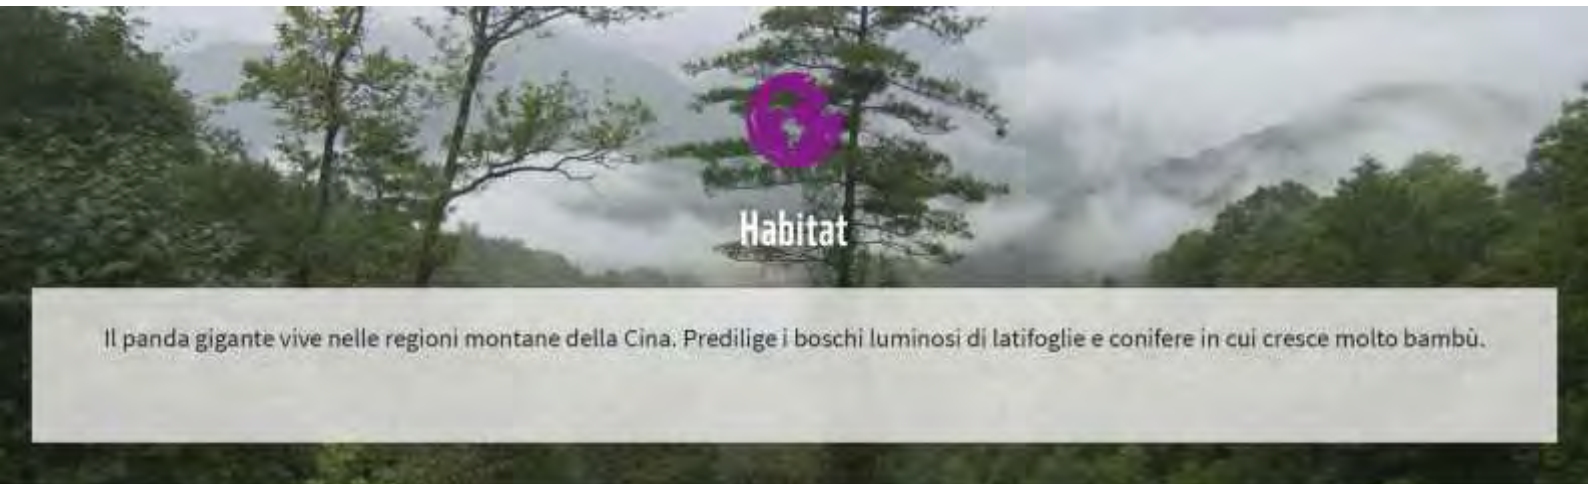 Habitat
Il panda gigante vive nelle regioni montane della Cina. Predilige i boschi luminosi di latifoglie e conifere in cui cresce molto bambù.